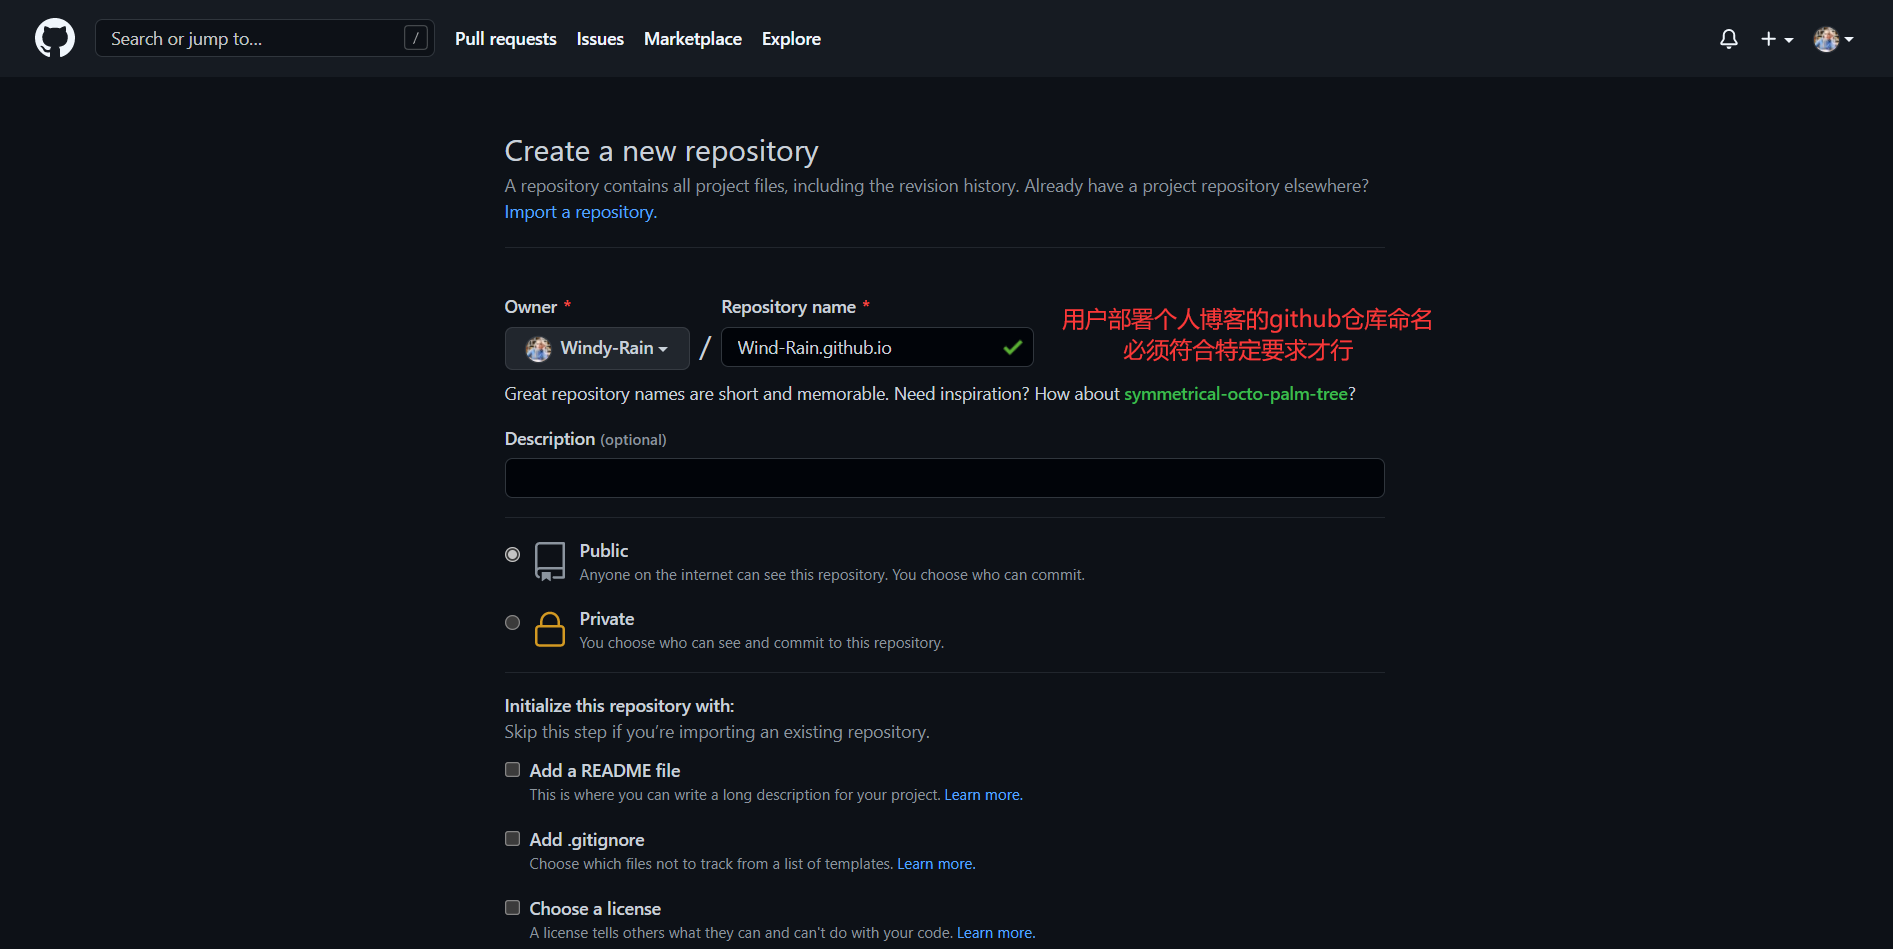 Search or jump to... /
Pull requests Issues Marketplace Explore
Create a new repository
A repository contains all project files, including the revision history. Already have a project repository elsewhere?
Import a repository.
Owner * Repository name *
Windy-Rain / Wind-Rain.github.io
用户部署个人博客的github仓库命名
必须符合特定要求才行
Great repository names are short and memorable. Need inspiration? How about symmetrical-octo-palm-tree?
Description (optional)
Public
Anyone on the internet can see this repository. You choose who can commit.
Private
You choose who can see and commit to this repository.
Initialize this repository with:
Skip this step if you’re importing an existing repository.
Add a README file
This is where you can write a long description for your project. Learn more.
Add .gitignore
Choose which files not to track from a list of templates. Learn more.
Choose a license
A license tells others what they can and can't do with your code. Learn more.